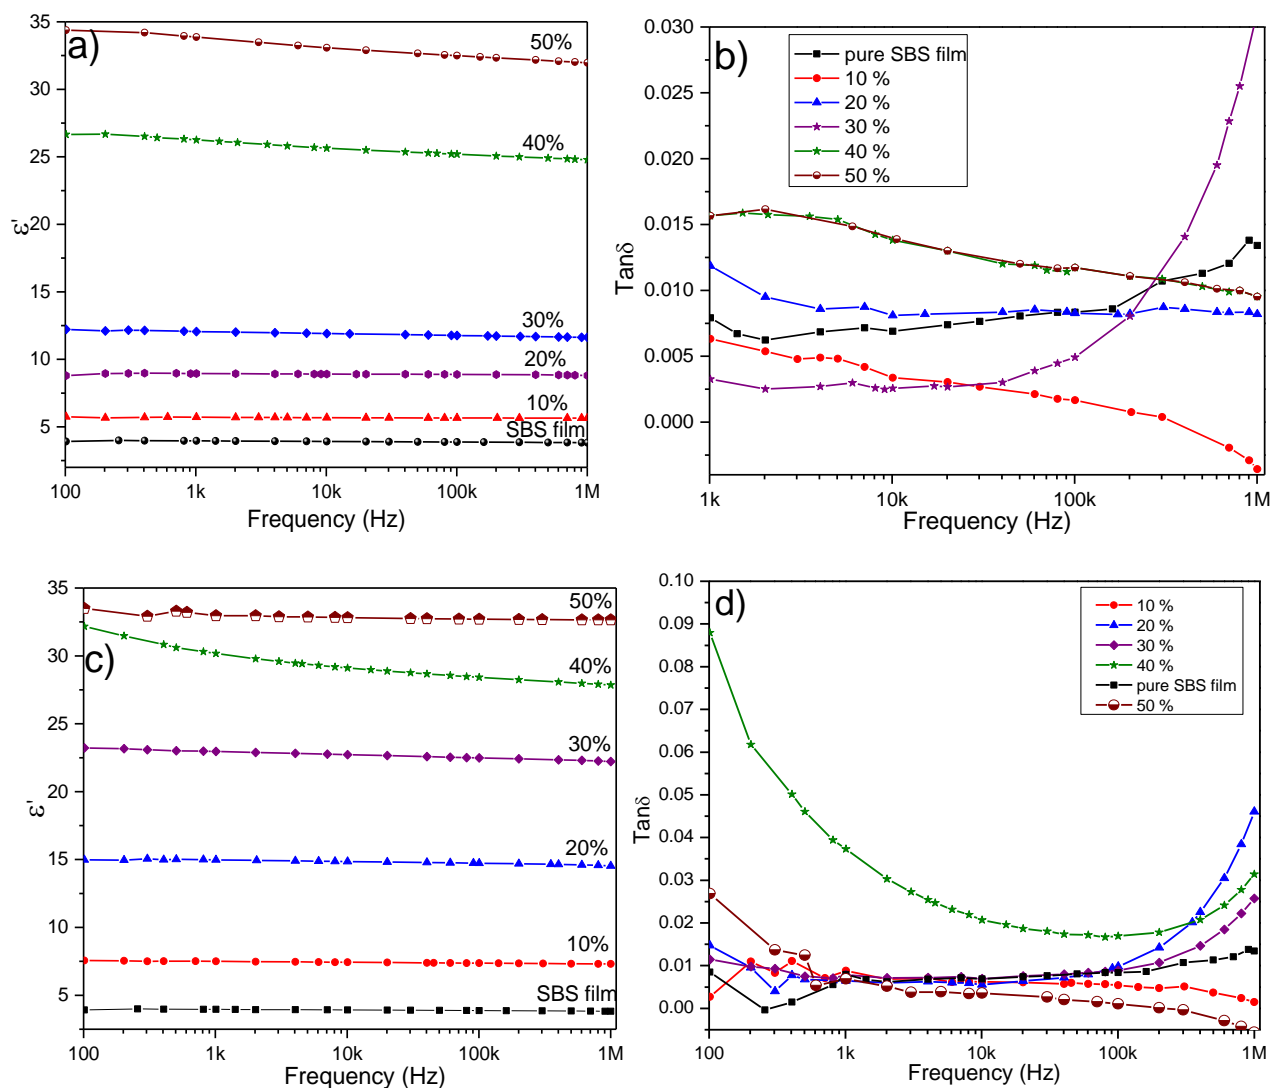 a)
35
30
25
20
15
10
5
ε'
50%
40%
30%
20%
10%
SBS film
100
1k
10k
100k
1M
Frequency (Hz)
b)
0.030
0.025
0.020
0.015
0.010
0.005
0.000
Tanδ
pure SBS film
10 %
20 %
30 %
40 %
50 %
1k
10k
100k
1M
Frequency (Hz)
c)
35
30
25
20
15
10
5
ε'
50%
40%
30%
20%
10%
SBS film
100
1k
10k
100k
1M
Frequency (Hz)
d)
0.10
0.09
0.08
0.07
0.06
0.05
0.04
0.03
0.02
0.01
0.00
Tanδ
10 %
20 %
30 %
40 %
pure SBS film
50 %
100
1k
10k
100k
1M
Frequency (Hz)